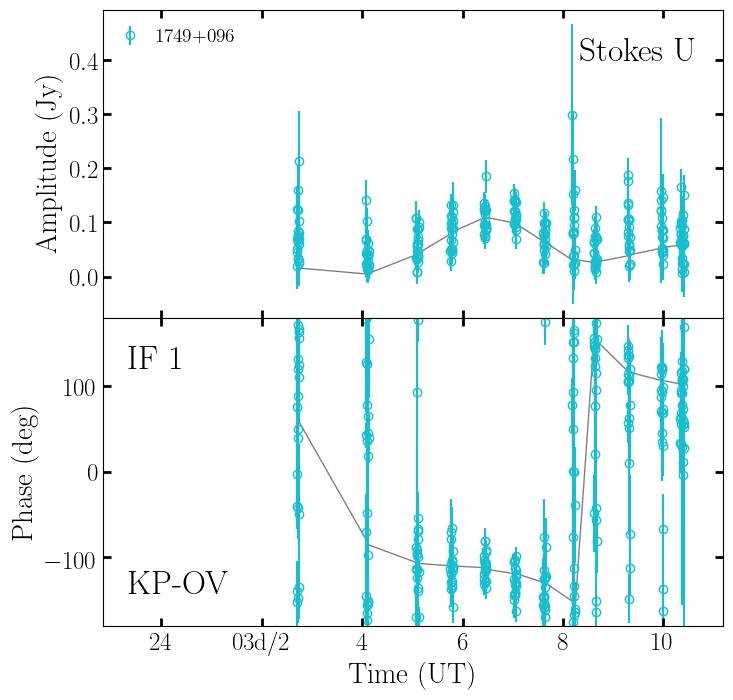 1749+096
Stokes U
0.4
0.3
0.2
0.1
0.0
Amplitude (Jy)
IF 1
100
0
−100
Phase (deg)
KP-OV
24 03d/2 4 6 8 10
Time (UT)